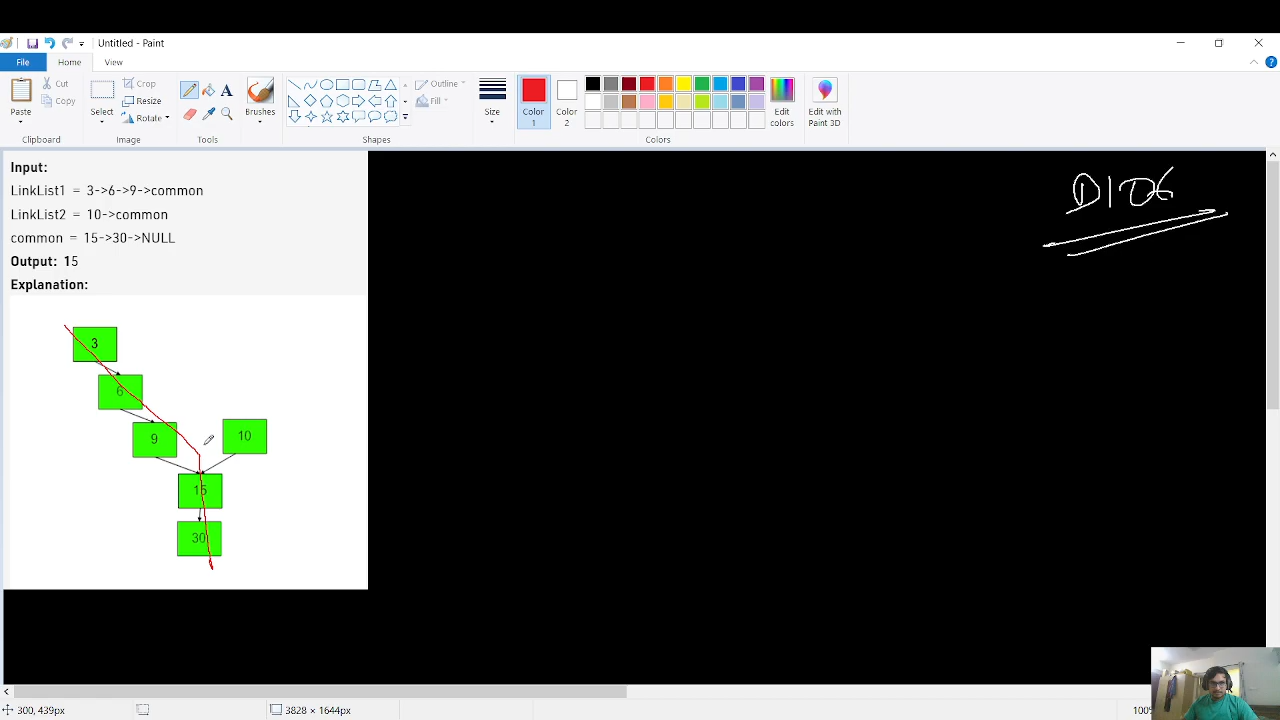 Untitled - Paint
File
Home
View
Paste
Cut
Copy
Clipboard
Select
Crop
Resize
Rotate
Image
Tools
Brushes
Shapes
Outline
Fill
Size
Color 1
Color 2
Colors
Edit colors
Edit with Paint 3D
Input:
LinkList1 = 3->6->9->common
LinkList2 = 10->common
common = 15->30->NULL
Output: 15
Explanation:
3
6
9
10
15
30
D106
300, 439px
3828 × 1644px